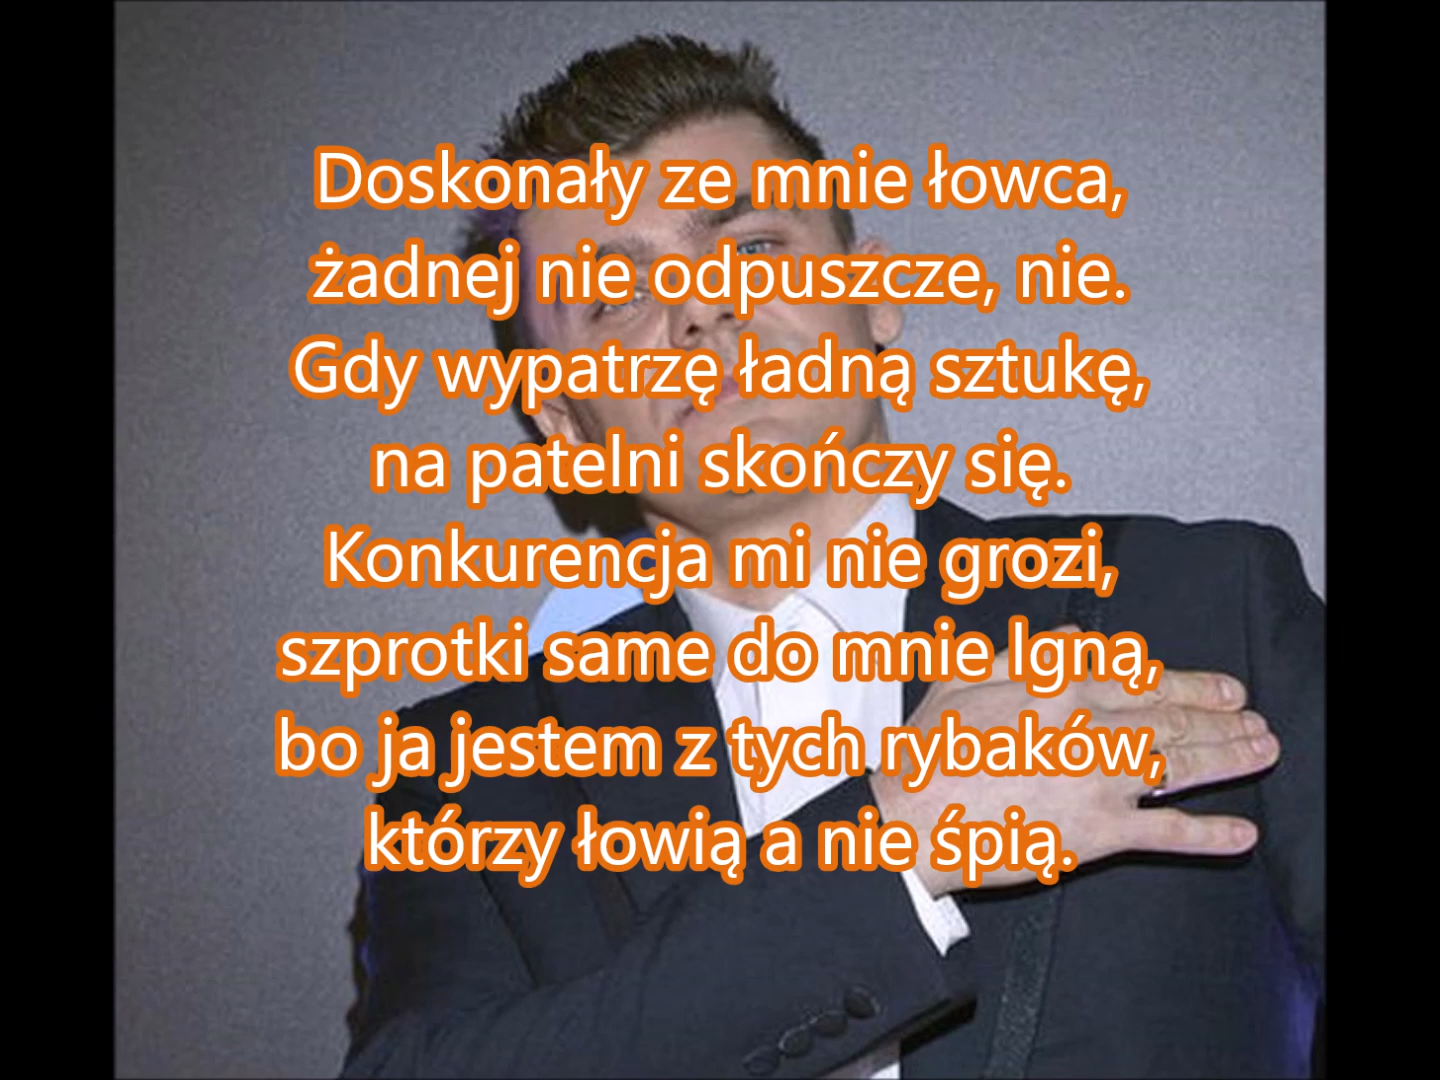 Doskonały ze mnie łowca,
żadnej nie odpuszcze, nie.
Gdy wypatrzę ładną sztukę,
na patelni skończy się.
Konkurencja mi nie grozi,
szprotki same do mnie lgną,
bo ja jestem z tych rybaków,
którzy łowią a nie śpią.